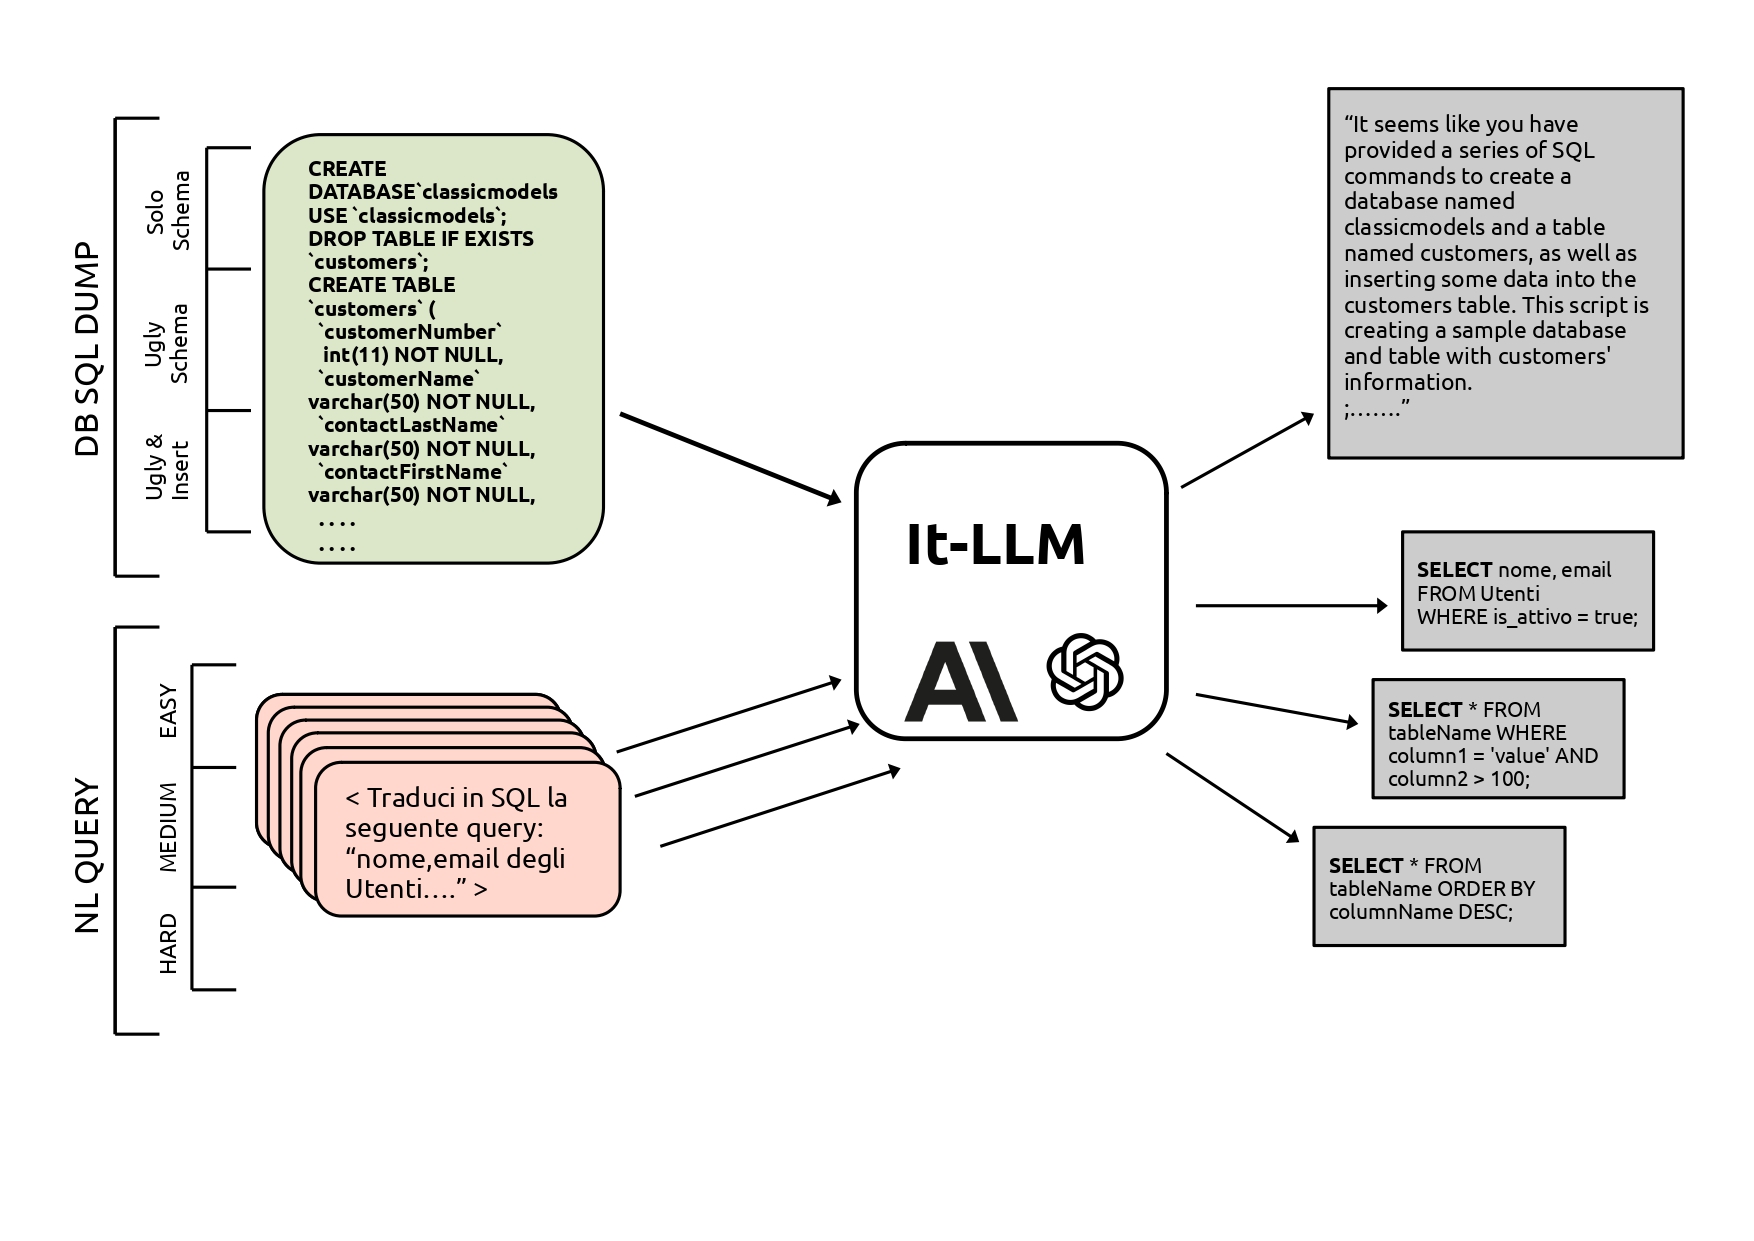 DB SQL DUMP
Solo
Schema
Ugly
Schema
Ugly &
Insert
CREATE
DATABASE`classicmodels
USE `classicmodels`;
DROP TABLE IF EXISTS
`customers`;
CREATE TABLE
`customers` (
`customerNumber`
int(11) NOT NULL,
`customerName`
varchar(50) NOT NULL,
`contactLastName`
varchar(50) NOT NULL,
`contactFirstName`
varchar(50) NOT NULL,
....
....
NL QUERY
EASY
MEDIUM
HARD
< Traduci in SQL la
seguente query:
“nome,email degli
Utenti....” >
It-LLM
“It seems like you have
provided a series of SQL
commands to create a
database named
classicmodels and a table
named customers, as well as
inserting some data into the
customers table. This script is
creating a sample database
and table with customers'
information.
;.......”
SELECT nome, email
FROM Utenti
WHERE is_attivo = true;
SELECT * FROM
tableName WHERE
column1 = 'value' AND
column2 > 100;
SELECT * FROM
tableName ORDER BY
columnName DESC;